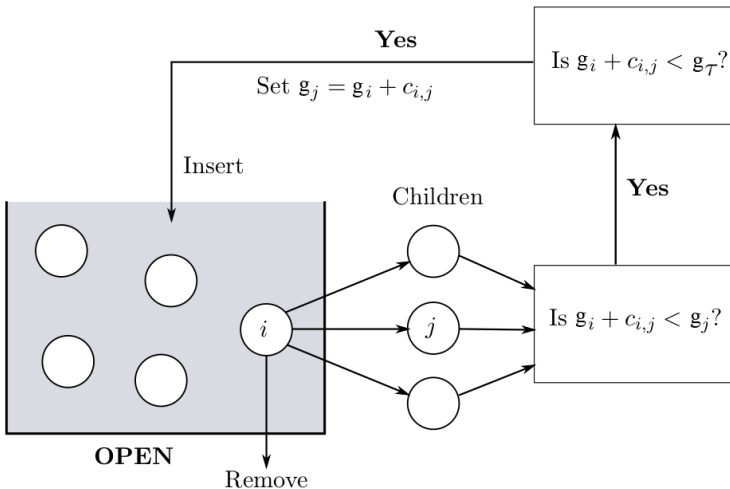 Yes
Is g_i + c_{i,j} < g_τ?
Set g_j = g_i + c_{i,j}
Insert
Children
Yes
i
j
Is g_i + c_{i,j} < g_j?
OPEN
Remove